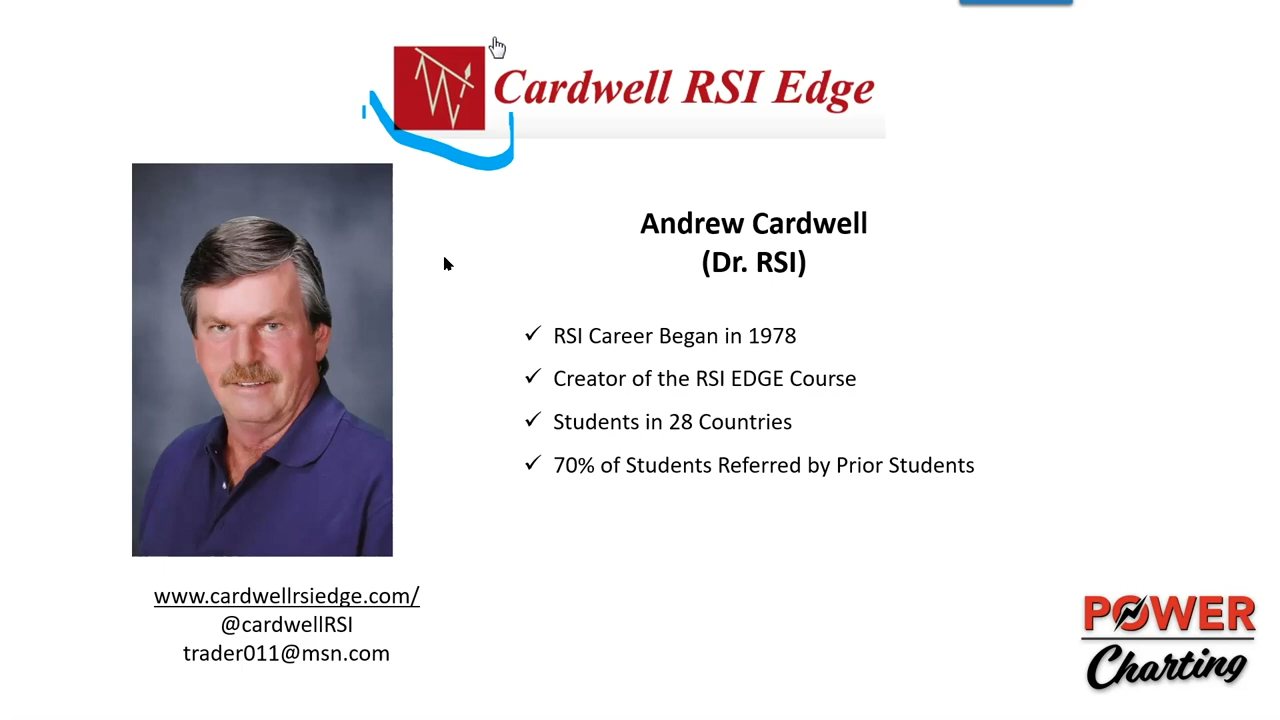 Cardwell RSI Edge
Andrew Cardwell
(Dr. RSI)
✓ RSI Career Began in 1978
✓ Creator of the RSI EDGE Course
✓ Students in 28 Countries
✓ 70% of Students Referred by Prior Students
www.cardwellrsiedge.com/
@cardwellRSI
trader011@msn.com
POWER
Charting